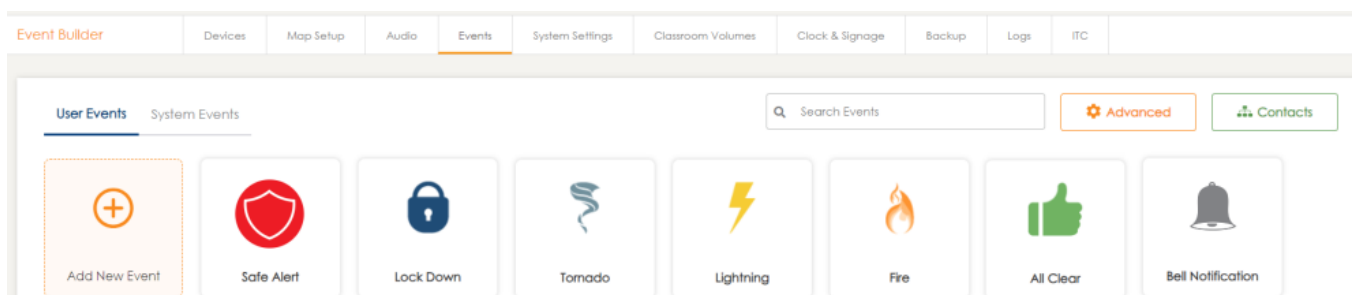 Event Builder Devices Map Setup Audio Events System Settings Classroom Volumes Clock & Signage Backup Logs ITC
User Events System Events Search Events Advanced Contacts
Add New Event Safe Alert Lock Down Tornado Lightning Fire All Clear Bell Notification